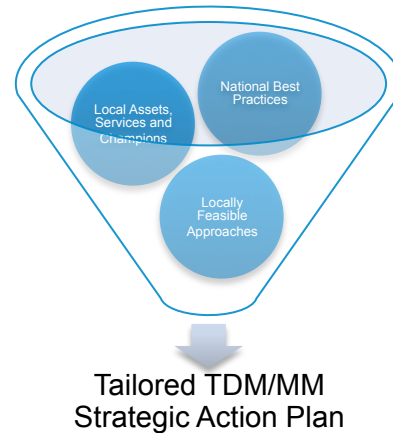 National Best
Practices
Local Assets,
Services and
Champions
Locally
Feasible
Approaches
Tailored TDM/MM
Strategic Action Plan